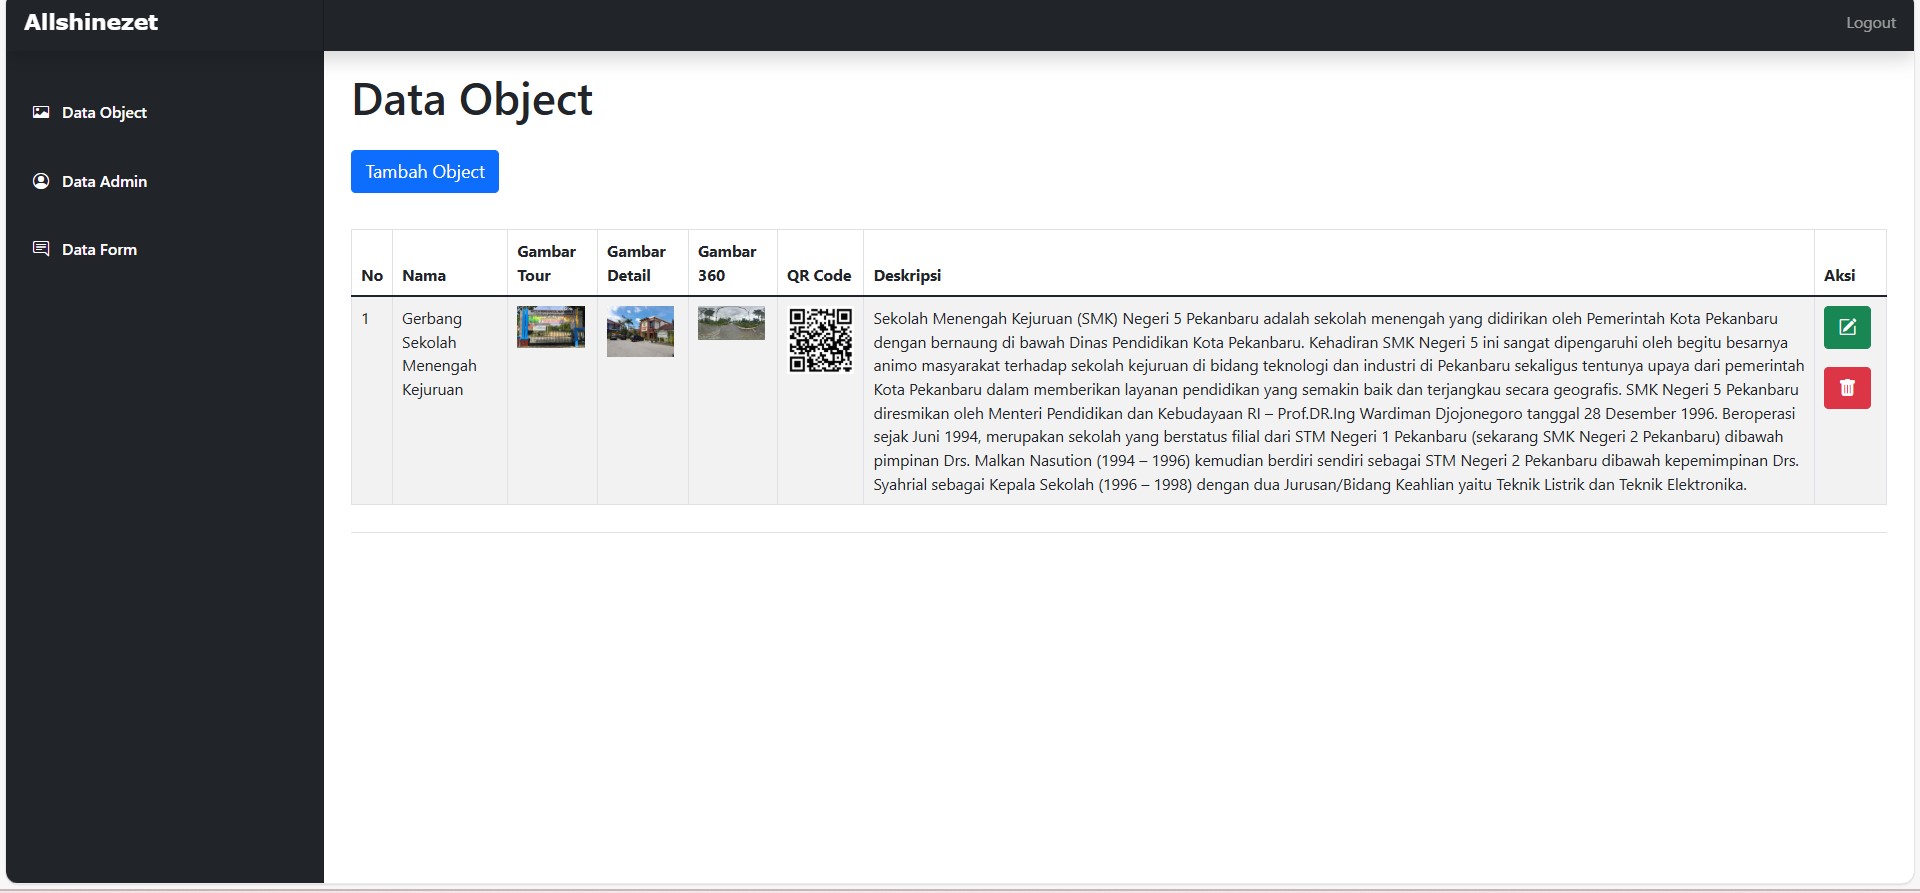 Allshinezet
Logout
Data Object
Data Admin
Data Form
Data Object
Tambah Object
No
Nama
Gambar
Tour
Gambar
Detail
Gambar
360
QR Code
Deskripsi
Aksi
1
Gerbang
Sekolah
Menengah
Kejuruan
Sekolah Menengah Kejuruan (SMK) Negeri 5 Pekanbaru adalah sekolah menengah yang didirikan oleh Pemerintah Kota Pekanbaru
dengan bernaung di bawah Dinas Pendidikan Kota Pekanbaru. Kehadiran SMK Negeri 5 ini sangat dipengaruhi oleh begitu besarnya
animo masyarakat terhadap sekolah kejuruan di bidang teknologi dan industri di Pekanbaru sekaligus tentunya upaya dari pemerintah
Kota Pekanbaru dalam memberikan layanan pendidikan yang semakin baik dan terjangkau secara geografis. SMK Negeri 5 Pekanbaru
diresmikan oleh Menteri Pendidikan dan Kebudayaan RI – Prof.DR.Ing Wardiman Djojonegoro tanggal 28 Desember 1996. Beroperasi
sejak Juni 1994, merupakan sekolah yang berstatus filial dari STM Negeri 1 Pekanbaru (sekarang SMK Negeri 2 Pekanbaru) dibawah
pimpinan Drs. Malkan Nasution (1994 – 1996) kemudian berdiri sendiri sebagai STM Negeri 2 Pekanbaru dibawah kepemimpinan Drs.
Syahrial sebagai Kepala Sekolah (1996 – 1998) dengan dua Jurusan/Bidang Keahlian yaitu Teknik Listrik dan Teknik Elektronika.